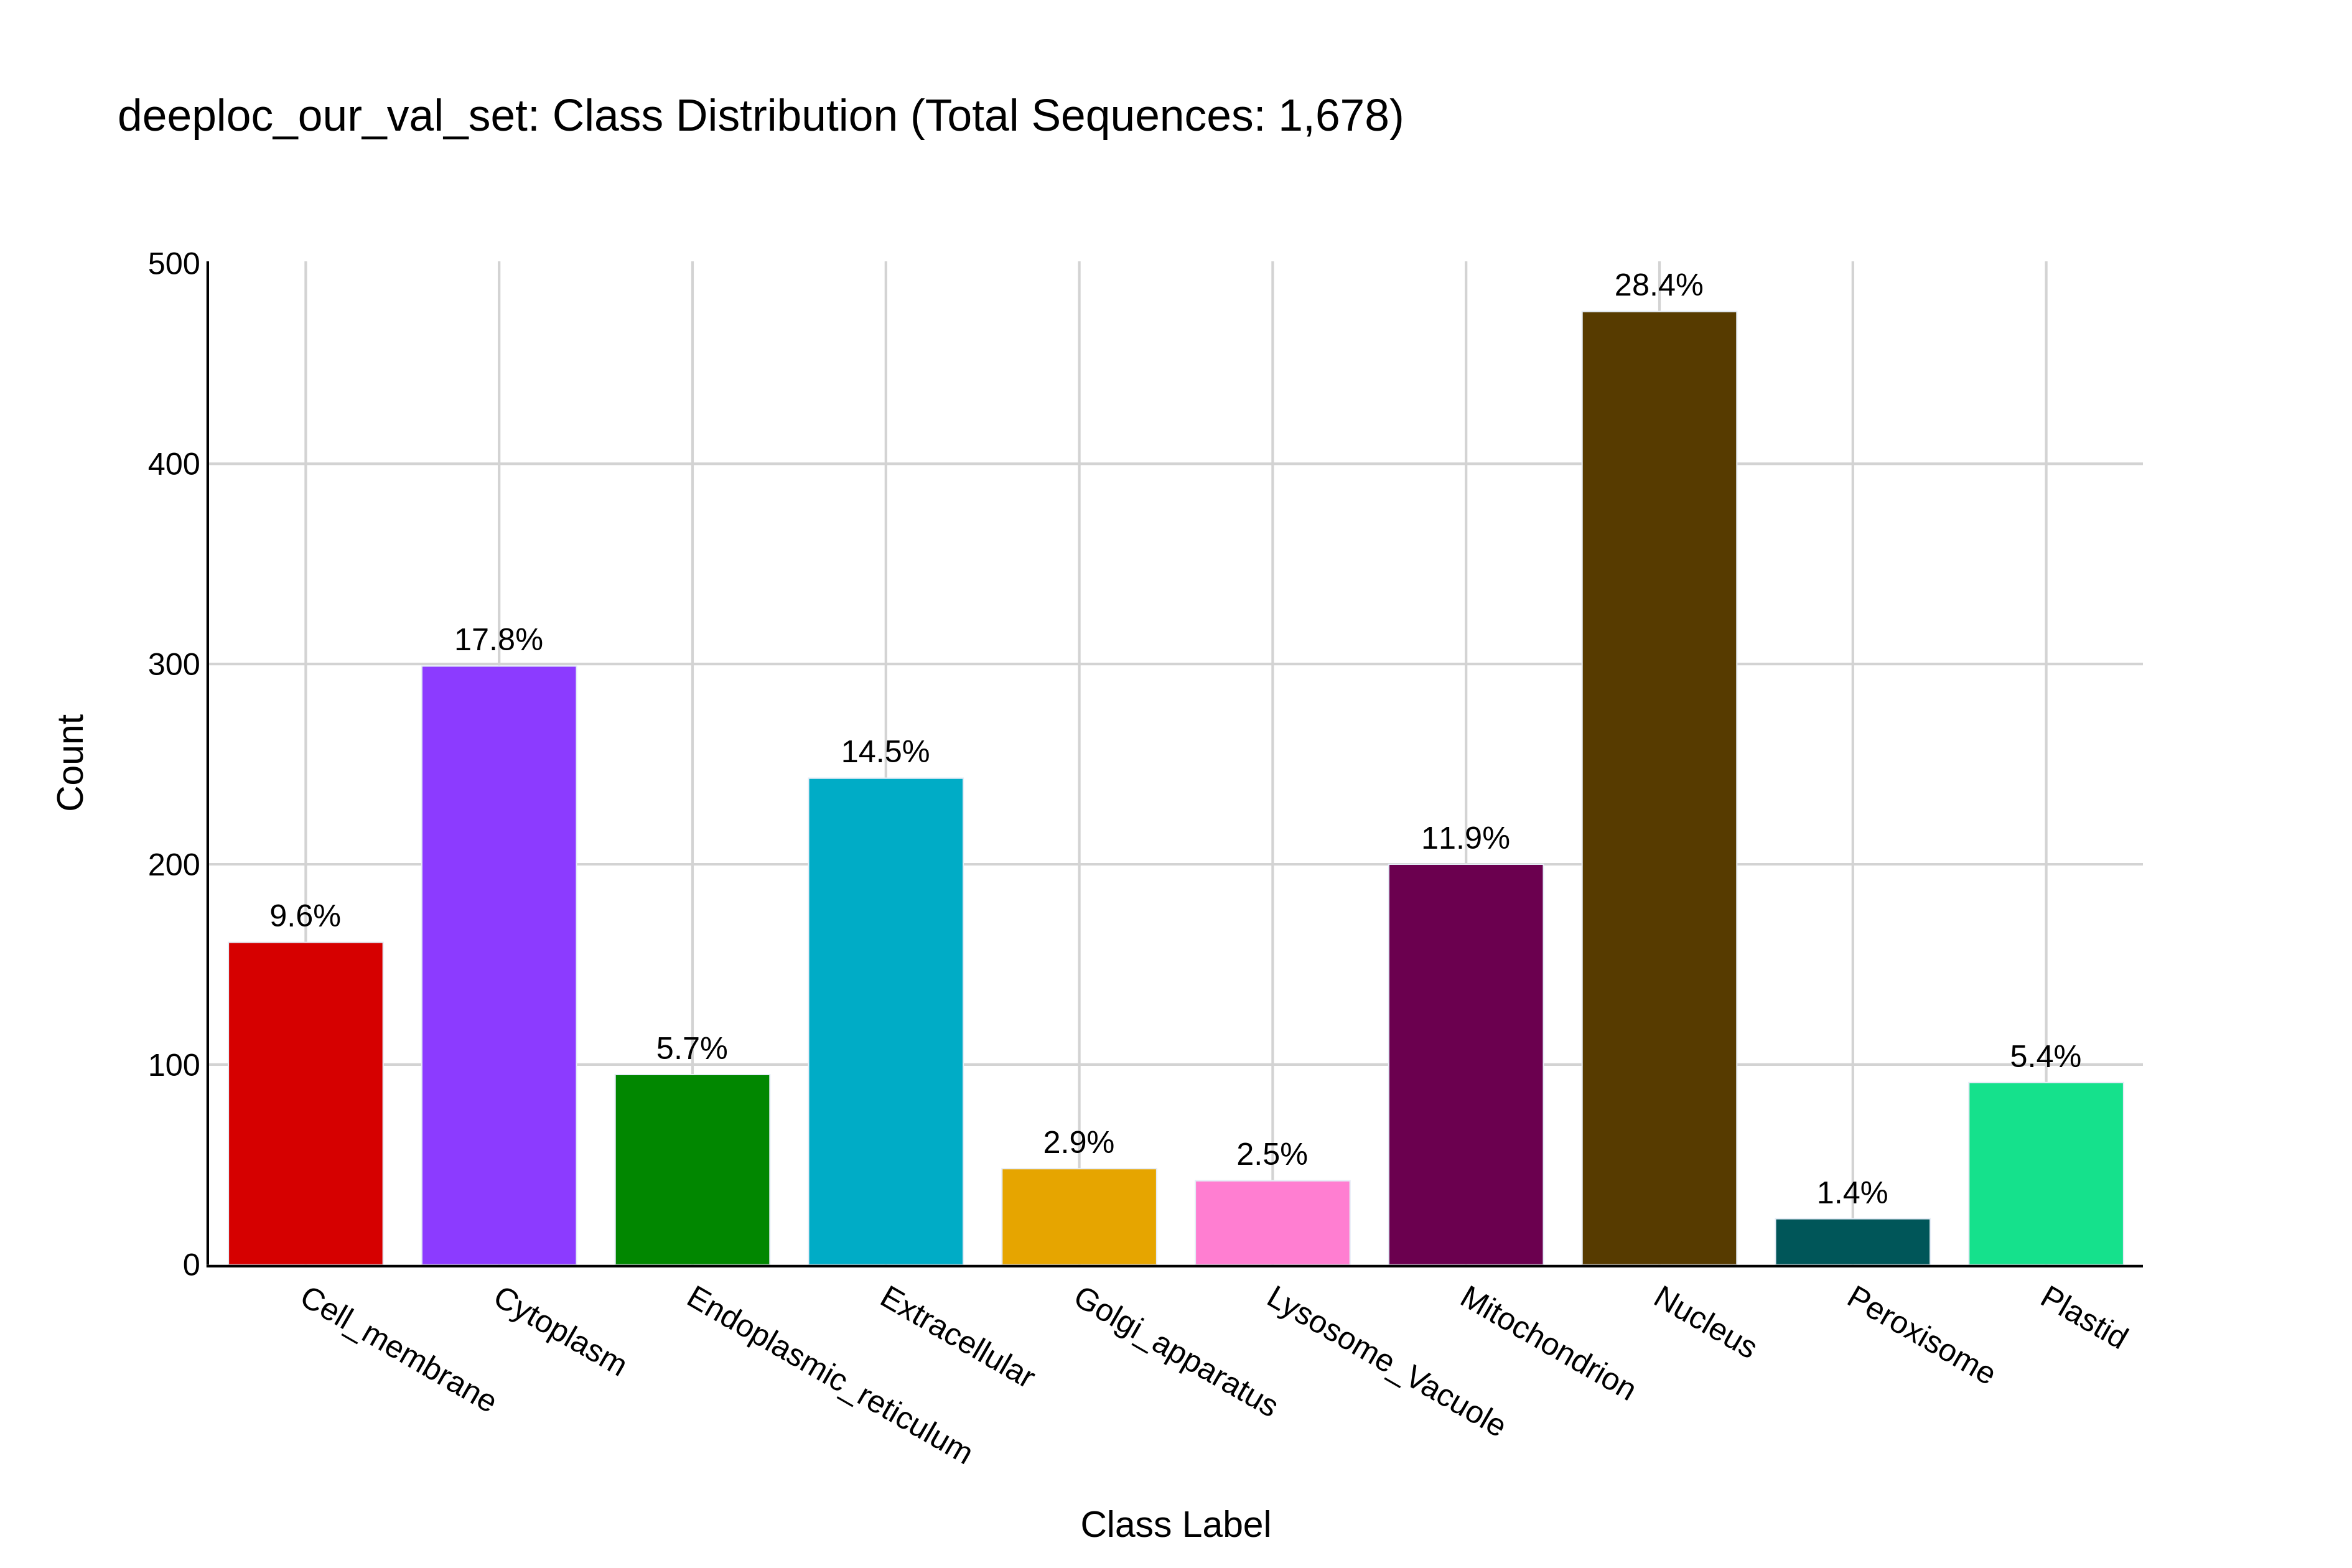 deeploc_our_val_set: Class Distribution (Total Sequences: 1,678)
500
400
300
200
100
0
Count
9.6%
17.8%
5.7%
14.5%
2.9%
2.5%
11.9%
28.4%
1.4%
5.4%
Cell_membrane
Cytoplasm
Endoplasmic_reticulum
Extracellular
Golgi_apparatus
Lysosome_Vacuole
Mitochondrion
Nucleus
Peroxisome
Plastid
Class Label